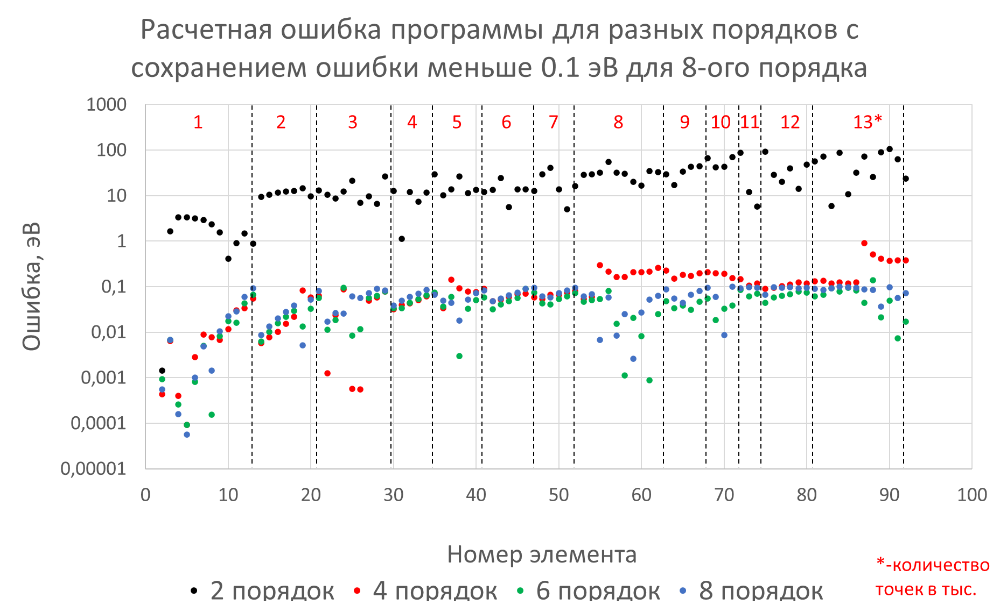 Расчетная ошибка программы для разных порядков с
сохранением ошибки меньше 0.1 эВ для 8-ого порядка
1000
100
10
1
0,1
0,01
0,001
0,0001
0,00001
1 2 3 4 5 6 7 8 9 10 11 12 13*
Ошибка, эВ
0 10 20 30 40 50 60 70 80 90 100
Номер элемента
*-количество
точек в тыс.
2 порядок 4 порядок 6 порядок 8 порядок